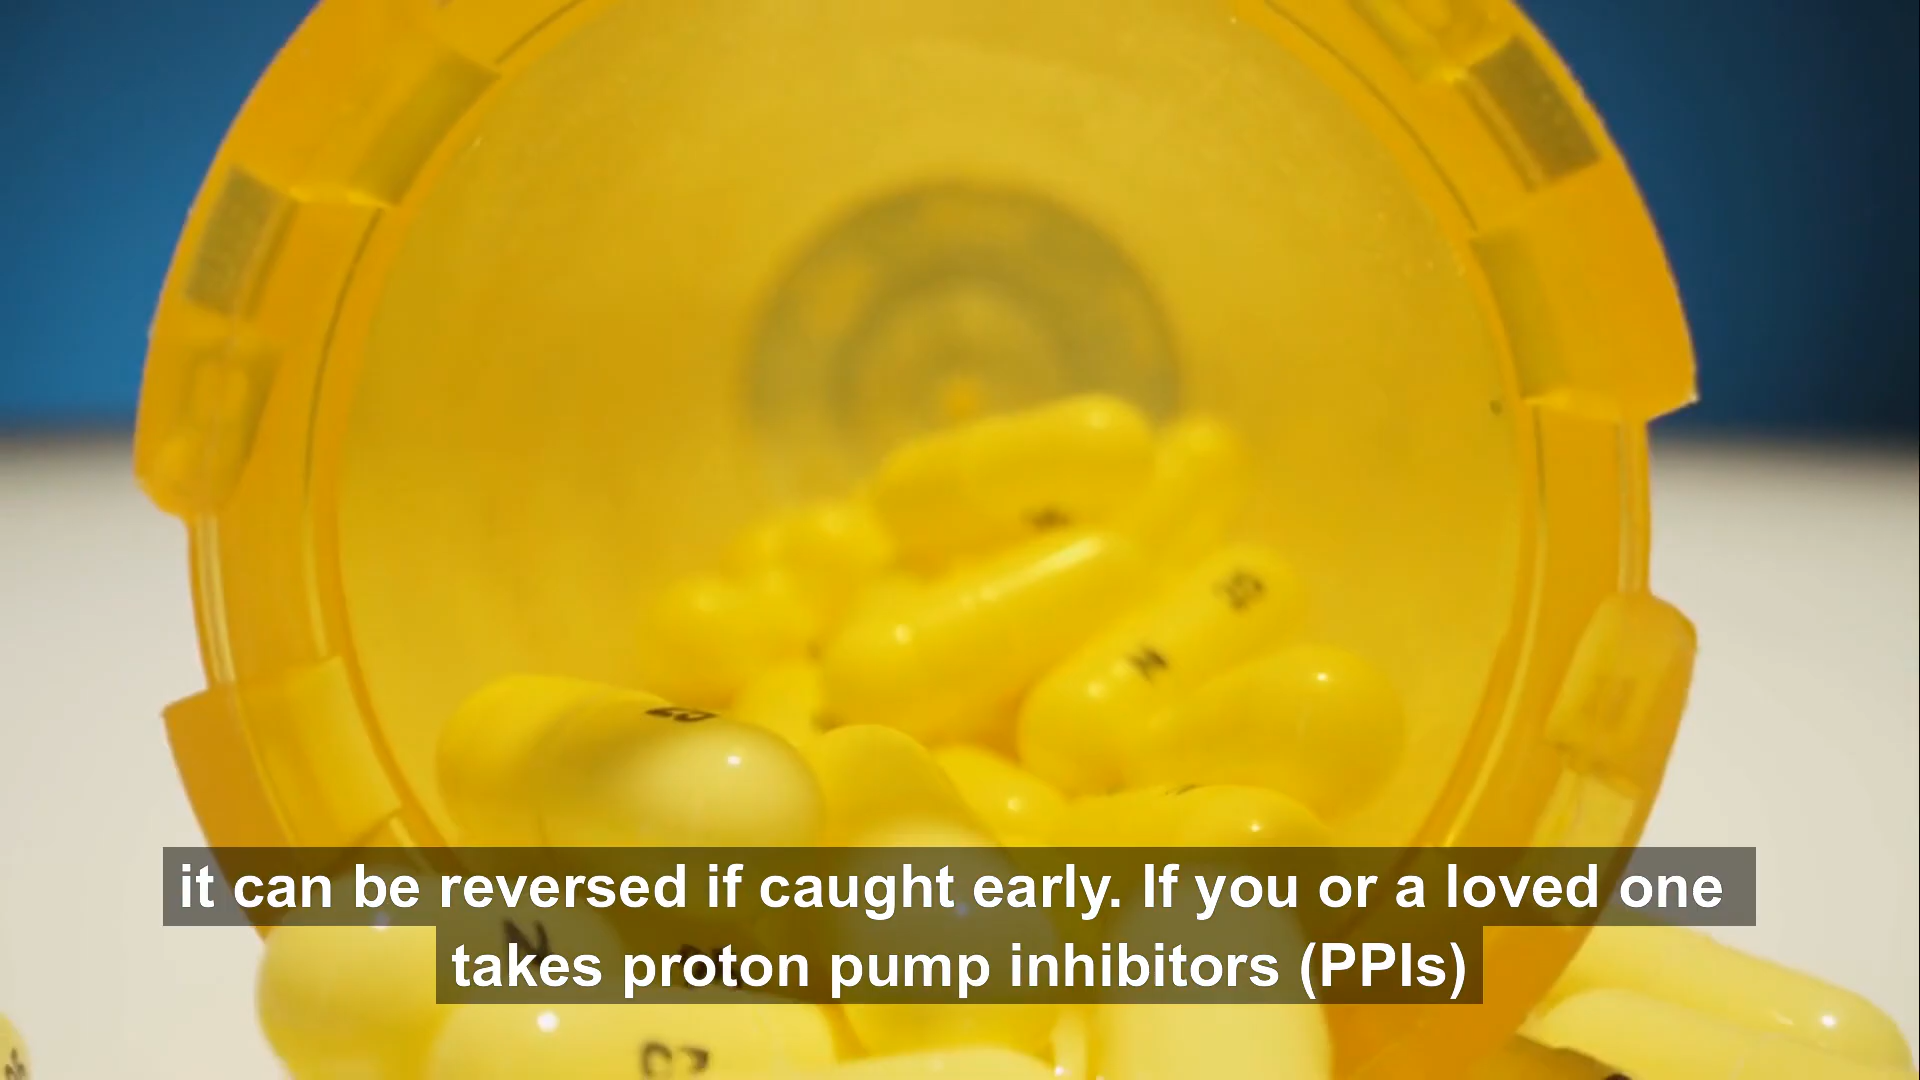 it can be reversed if caught early. If you or a loved one
takes proton pump inhibitors (PPIs)